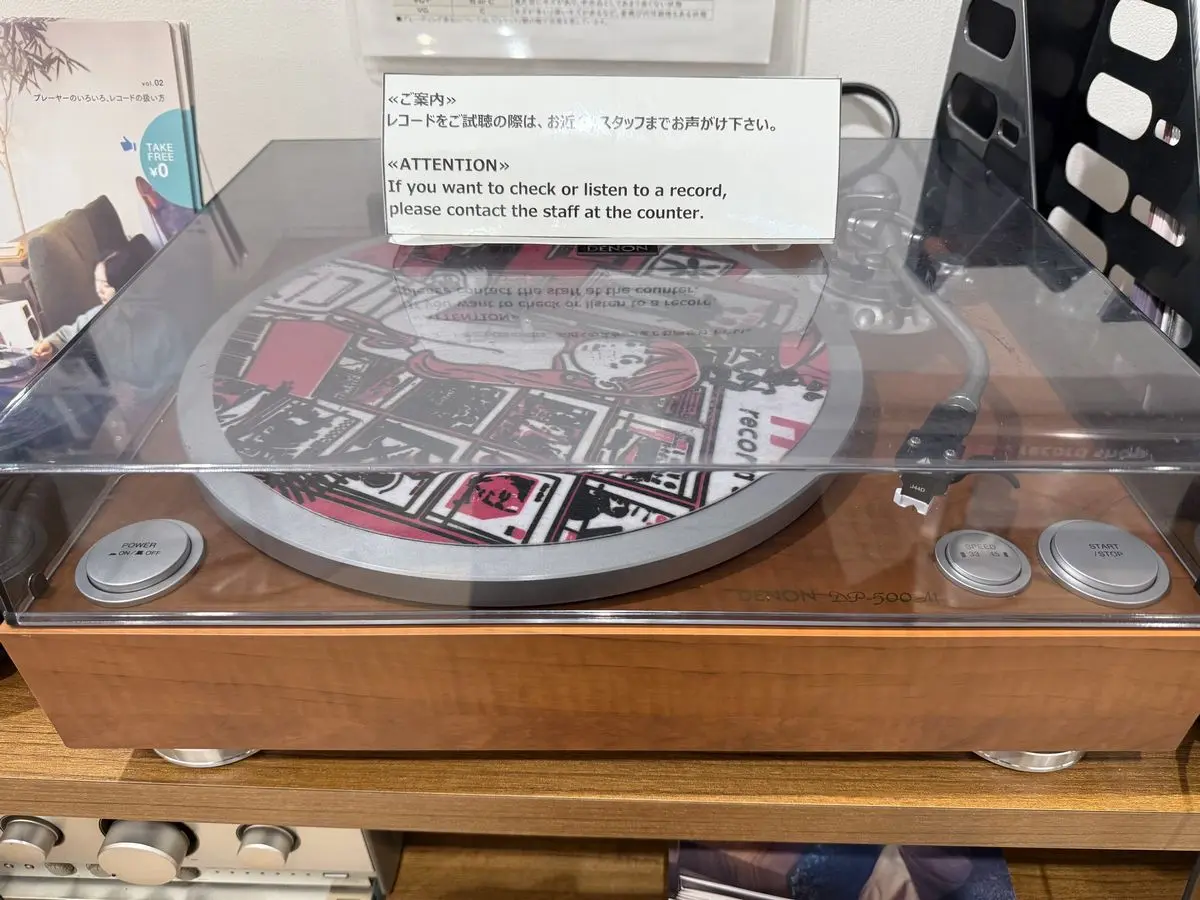 vol.02
プレーヤーのいろいろ、レコードの扱い方
TAKE
FREE
¥0
≪ご案内≫
レコードをご試聴の際は、お近 スタッフまでお声がけ下さい。
≪ATTENTION≫
If you want to check or listen to a record,
please contact the staff at the counter.
DENON
record
J44D
POWER
ON / OFF
SPEED
33 45
START
/STOP
DENON DP-500M